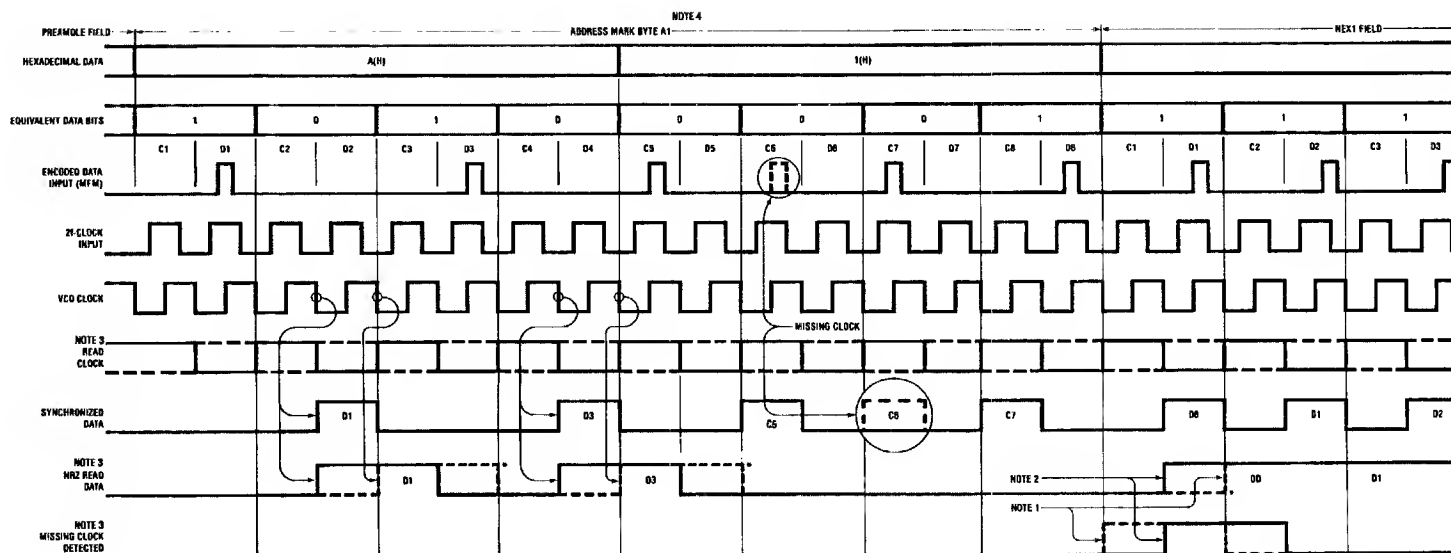 NOTE 4
PREAMBLE FIELD ADDRESS MARK BYTE A1 NEXT FIELD
HEXADECIMAL DATA A(H) 1(H)
EQUIVALENT DATA BITS 1 0 1 0 0 0 0 1 1 1 1
C1 D1 C2 D2 C3 D3 C4 D4 C5 D5 C6 D6 C7 D7 C8 D8 C1 D1 C2 D2 C3 D3
ENCODED DATA
INPUT (MFM)
2f-CLOCK
INPUT
VCO CLOCK
MISSING CLOCK
NOTE 3
READ
CLOCK
SYNCHRONIZED
DATA
D1 D3 C5 C6 C7 D8 D1 D2
NOTE 3
NRZ READ
DATA
D1 D3 NOTE 2 DD D1
NOTE 1
NOTE 3
MISSING CLOCK
DETECTED